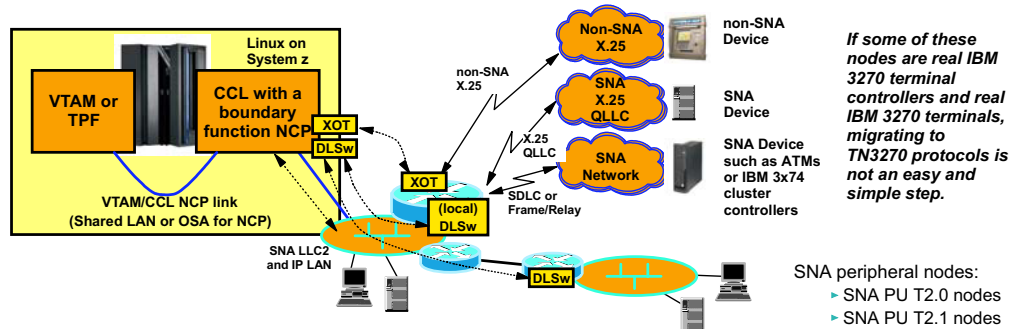 Linux on
System z
VTAM or
TPF
CCL with a
boundary
function NCP
XOT
DLSw
VTAM/CCL NCP link
(Shared LAN or OSA for NCP)
SNA LLC2
and IP LAN
XOT
(local)
DLSw
DLSw
non-SNA
X.25
X.25
QLLC
SDLC or
Frame/Relay
Non-SNA
X.25
SNA
X.25
QLLC
SNA
Network
non-SNA
Device
SNA
Device
SNA Device
such as ATMs
or IBM 3x74
cluster
controllers
If some of these
nodes are real IBM
3270 terminal
controllers and real
IBM 3270 terminals,
migrating to
TN3270 protocols is
not an easy and
simple step.
SNA peripheral nodes:
► SNA PU T2.0 nodes
► SNA PU T2.1 nodes